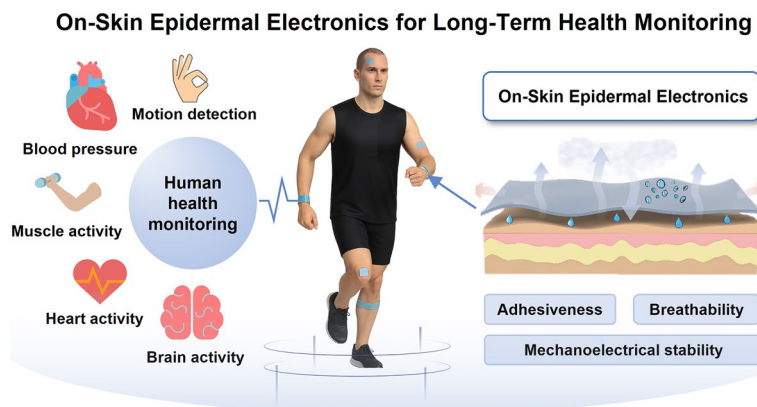 On-Skin Epidermal Electronics for Long-Term Health Monitoring
Motion detection
Blood pressure
Human
health
monitoring
Muscle activity
Heart activity
Brain activity
On-Skin Epidermal Electronics
Adhesiveness
Breathability
Mechanoelectrical stability